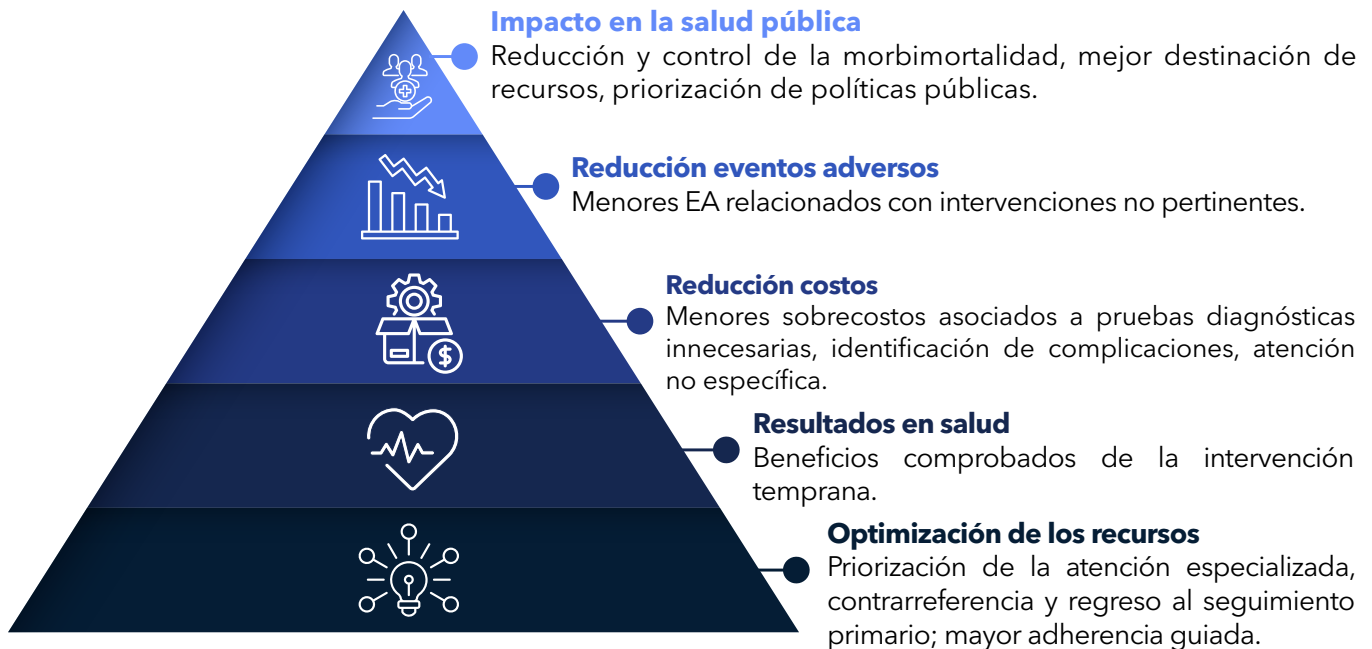 Impacto en la salud pública
Reducción y control de la morbimortalidad, mejor destinación de
recursos, priorización de políticas públicas.
Reducción eventos adversos
Menores EA relacionados con intervenciones no pertinentes.
Reducción costos
Menores sobrecostos asociados a pruebas diagnósticas
innecesarias, identificación de complicaciones, atención
no específica.
$
Resultados en salud
Beneficios comprobados de la intervención
temprana.
Optimización de los recursos
Priorización de la atención especializada,
contrarreferencia y regreso al seguimiento
primario; mayor adherencia guiada.